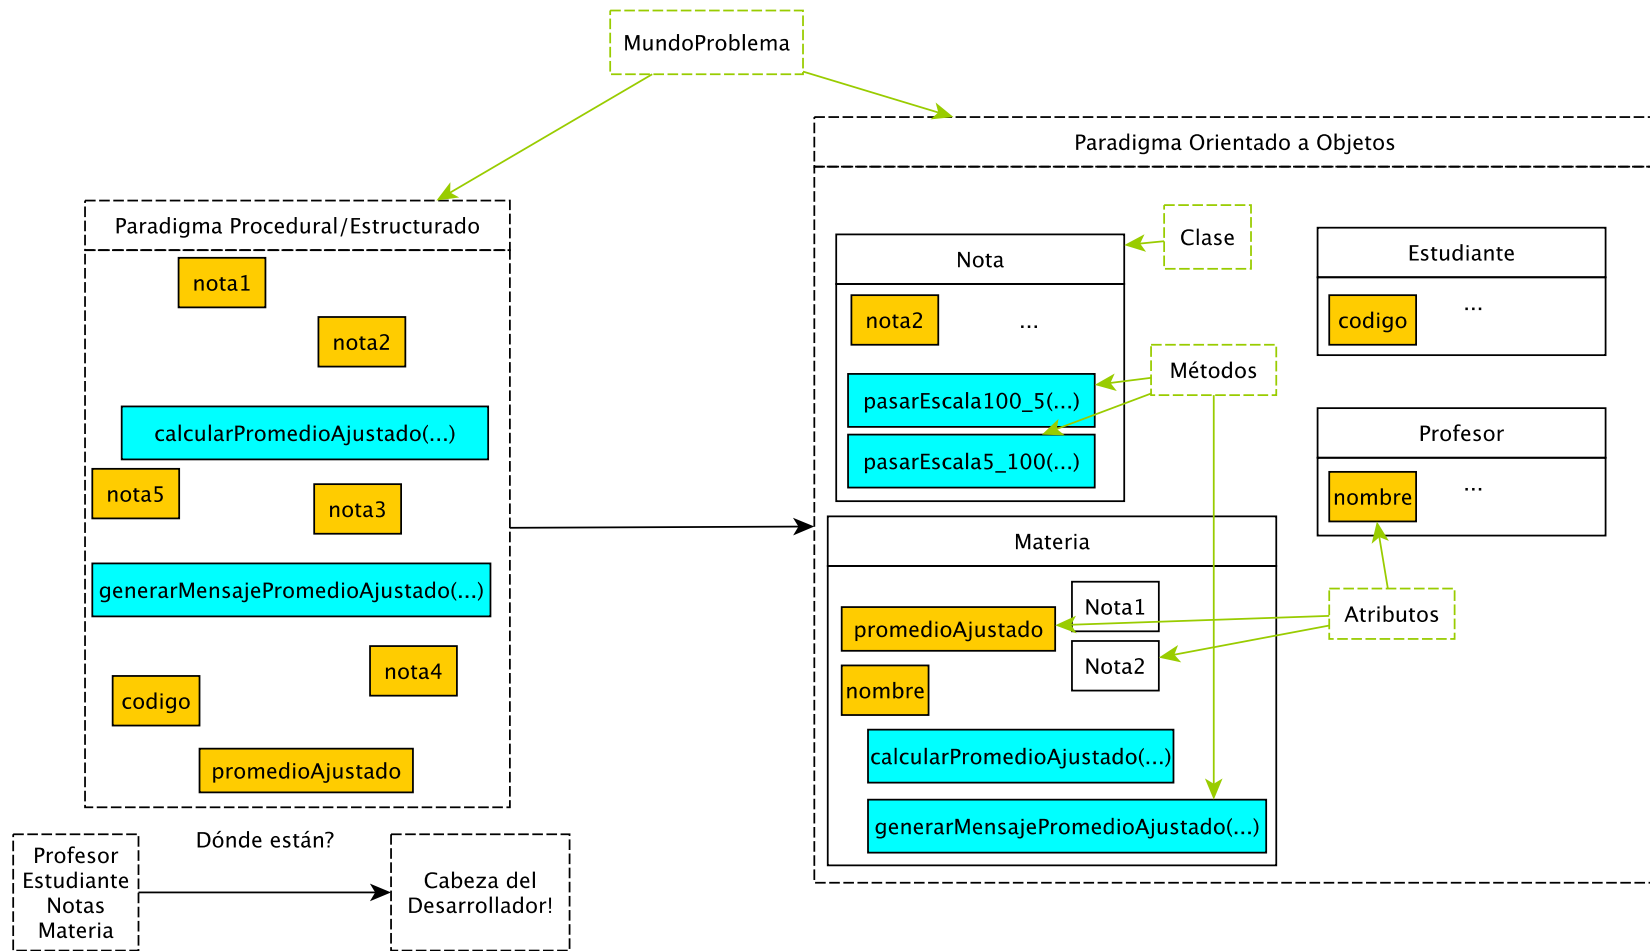 MundoProblema
Paradigma Procedural/Estructurado
nota1
nota2
calcularPromedioAjustado(...)
nota5
nota3
generarMensajePromedioAjustado(...)
nota4
codigo
promedioAjustado
Dónde están?
Profesor
Estudiante
Notas
Materia
Cabeza del
Desarrollador!
Paradigma Orientado a Objetos
Clase
Nota
nota2
...
Métodos
pasarEscala100_5(...)
pasarEscala5_100(...)
Estudiante
codigo
...
Profesor
nombre
...
Materia
Nota1
promedioAjustado
Nota2
nombre
Atributos
calcularPromedioAjustado(...)
generarMensajePromedioAjustado(...)